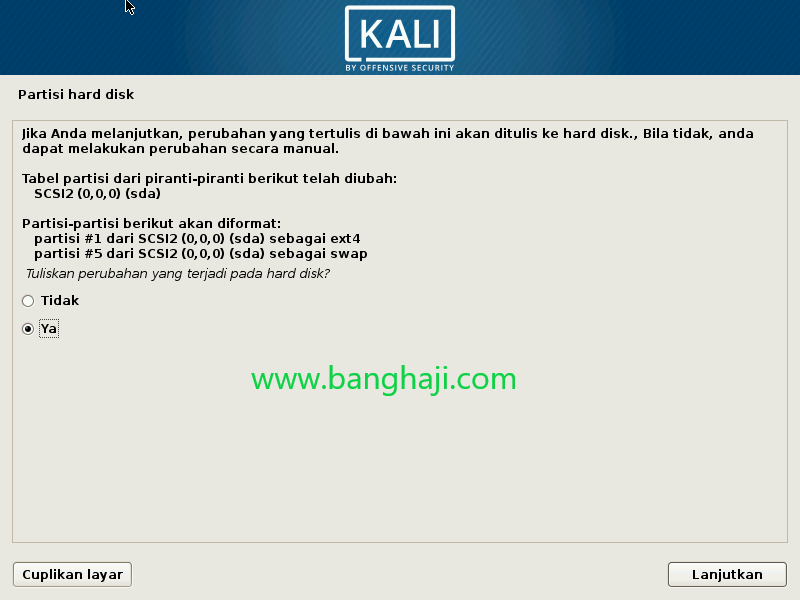 KALI
BY OFFENSIVE SECURITY
Partisi hard disk
Jika Anda melanjutkan, perubahan yang tertulis di bawah ini akan ditulis ke hard disk., Bila tidak, anda
dapat melakukan perubahan secara manual.
Tabel partisi dari piranti-piranti berikut telah diubah:
SCSI2 (0,0,0) (sda)
Partisi-partisi berikut akan diformat:
partisi #1 dari SCSI2 (0,0,0) (sda) sebagai ext4
partisi #5 dari SCSI2 (0,0,0) (sda) sebagai swap
Tuliskan perubahan yang terjadi pada hard disk?
Tidak
Ya
www.banghaji.com
Cuplikan layar
Lanjutkan